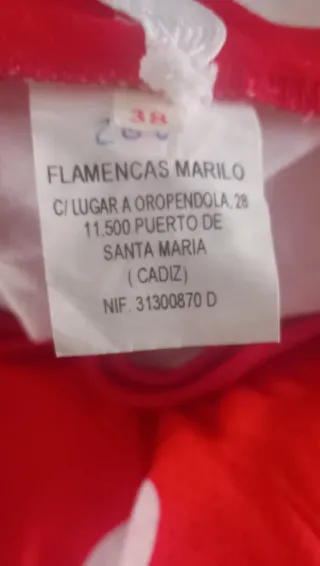 38
FLAMENCAS MARILO
C/ LUGAR A OROPENDOLA, 28
11.500 PUERTO DE
SANTA MARIA
( CADIZ)
NIF. 31300870 D